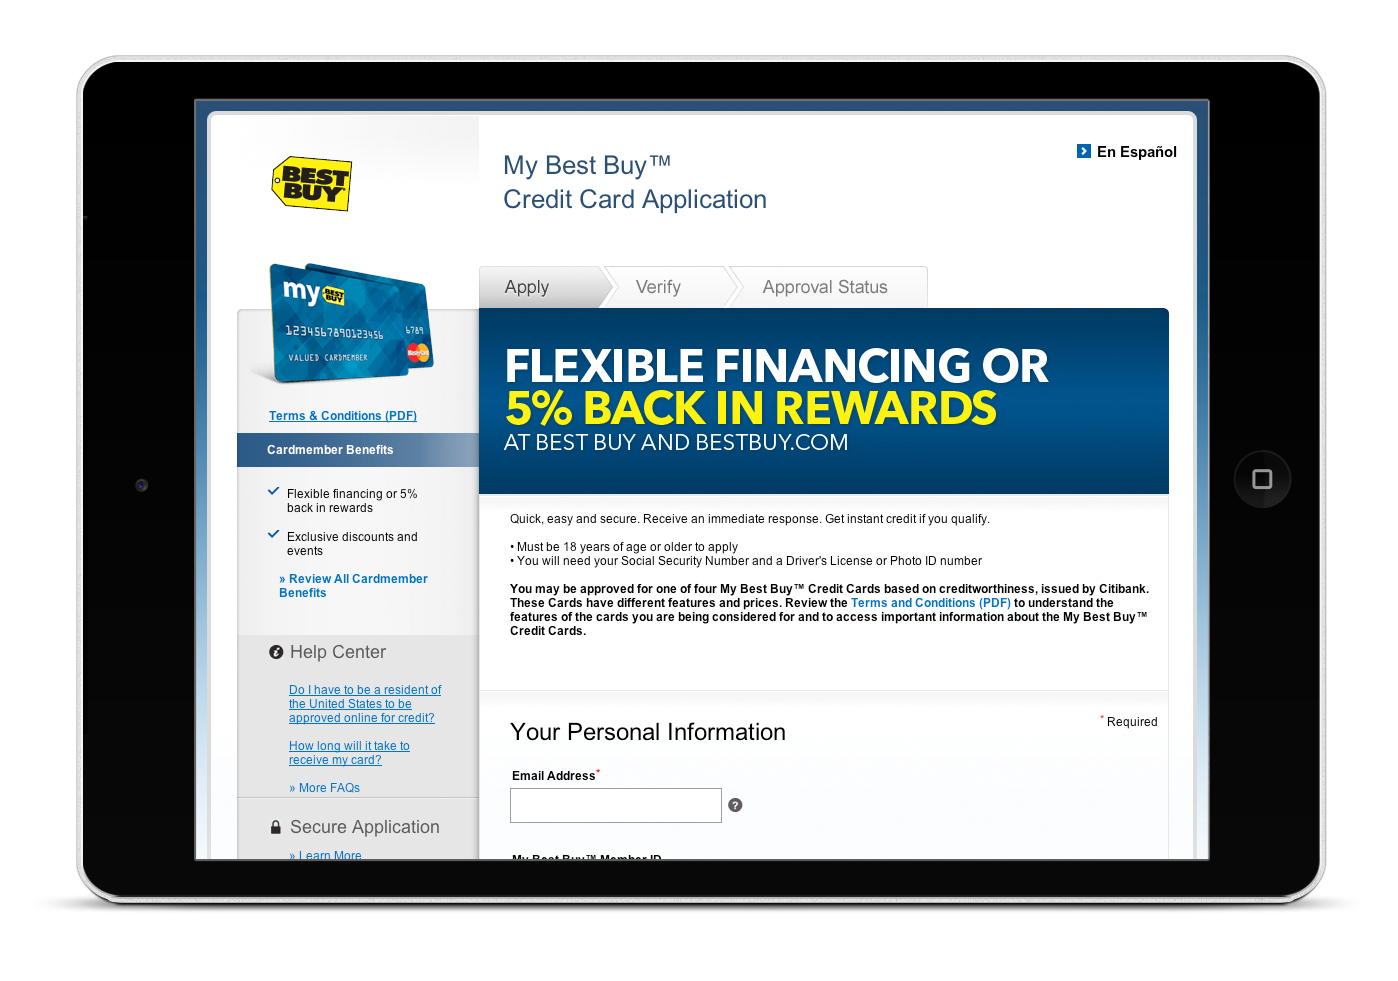 BEST
BUY
My Best Buy™
Credit Card Application
En Español
my BEST BUY
1234567890123456 6789
VALUED CARDMEMBER
MasterCard
Terms & Conditions (PDF)
Cardmember Benefits
Flexible financing or 5%
back in rewards
Exclusive discounts and
events
» Review All Cardmember
Benefits
Help Center
Do I have to be a resident of
the United States to be
approved online for credit?
How long will it take to
receive my card?
» More FAQs
Secure Application
» Learn More
Apply
Verify
Approval Status
FLEXIBLE FINANCING OR
5% BACK IN REWARDS
AT BEST BUY AND BESTBUY.COM
Quick, easy and secure. Receive an immediate response. Get instant credit if you qualify.
• Must be 18 years of age or older to apply
• You will need your Social Security Number and a Driver's License or Photo ID number
You may be approved for one of four My Best Buy™ Credit Cards based on creditworthiness, issued by Citibank.
These Cards have different features and prices. Review the Terms and Conditions (PDF) to understand the
features of the cards you are being considered for and to access important information about the My Best Buy™
Credit Cards.
Your Personal Information
* Required
Email Address*
?
My Best Buy™ Member ID